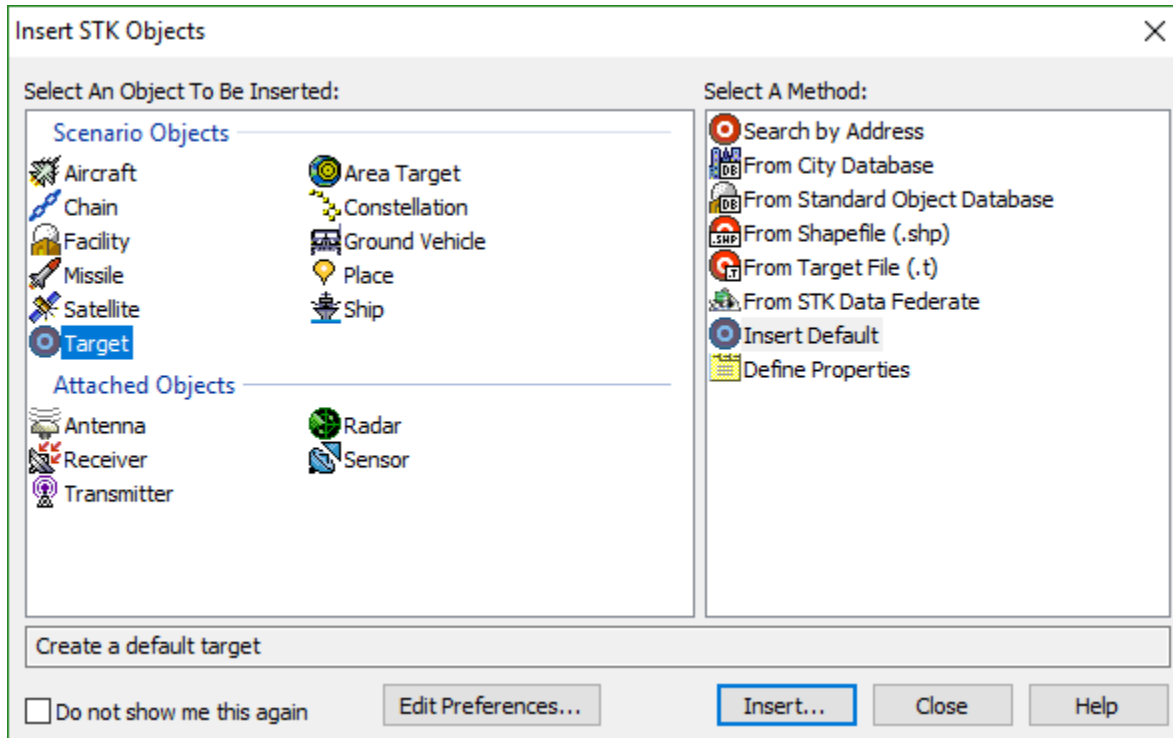 Insert STK Objects
Select An Object To Be Inserted:
Scenario Objects
Aircraft
Area Target
Chain
Constellation
Facility
Ground Vehicle
Missile
Place
Satellite
Ship
Target
Attached Objects
Antenna
Radar
Receiver
Sensor
Transmitter
Select A Method:
Search by Address
DB
From City Database
DB
From Standard Object Database
.SHP
From Shapefile (.shp)
.T
From Target File (.t)
From STK Data Federate
Insert Default
Define Properties
Create a default target
Do not show me this again
Edit Preferences...
Insert...
Close
Help